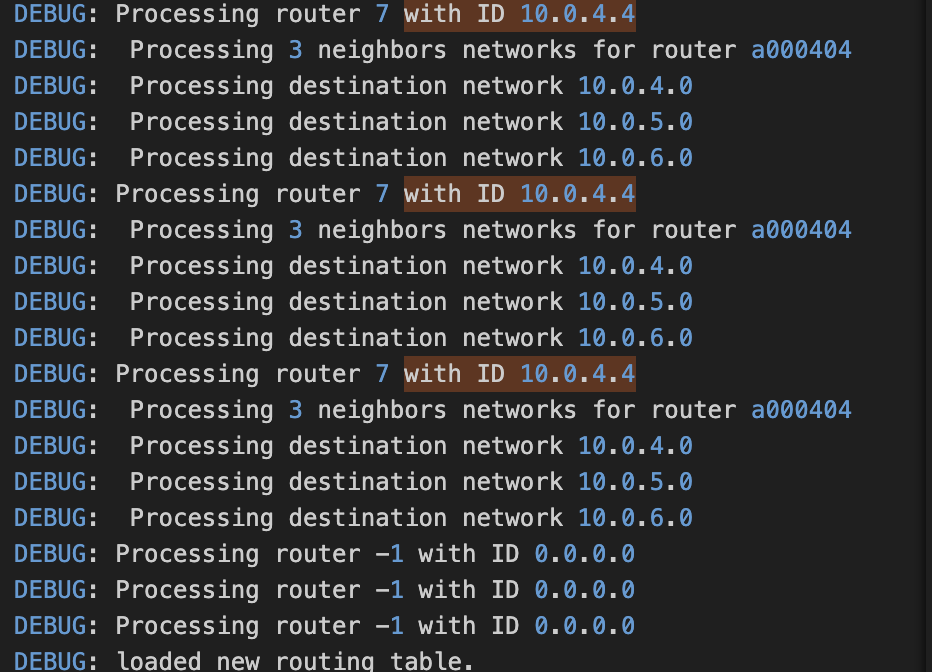 DEBUG: Processing router 7 with ID 10.0.4.4
DEBUG:  Processing 3 neighbors networks for router a000404
DEBUG:  Processing destination network 10.0.4.0
DEBUG:  Processing destination network 10.0.5.0
DEBUG:  Processing destination network 10.0.6.0
DEBUG: Processing router 7 with ID 10.0.4.4
DEBUG:  Processing 3 neighbors networks for router a000404
DEBUG:  Processing destination network 10.0.4.0
DEBUG:  Processing destination network 10.0.5.0
DEBUG:  Processing destination network 10.0.6.0
DEBUG: Processing router 7 with ID 10.0.4.4
DEBUG:  Processing 3 neighbors networks for router a000404
DEBUG:  Processing destination network 10.0.4.0
DEBUG:  Processing destination network 10.0.5.0
DEBUG:  Processing destination network 10.0.6.0
DEBUG: Processing router -1 with ID 0.0.0.0
DEBUG: Processing router -1 with ID 0.0.0.0
DEBUG: Processing router -1 with ID 0.0.0.0
DEBUG: loaded new routing table.